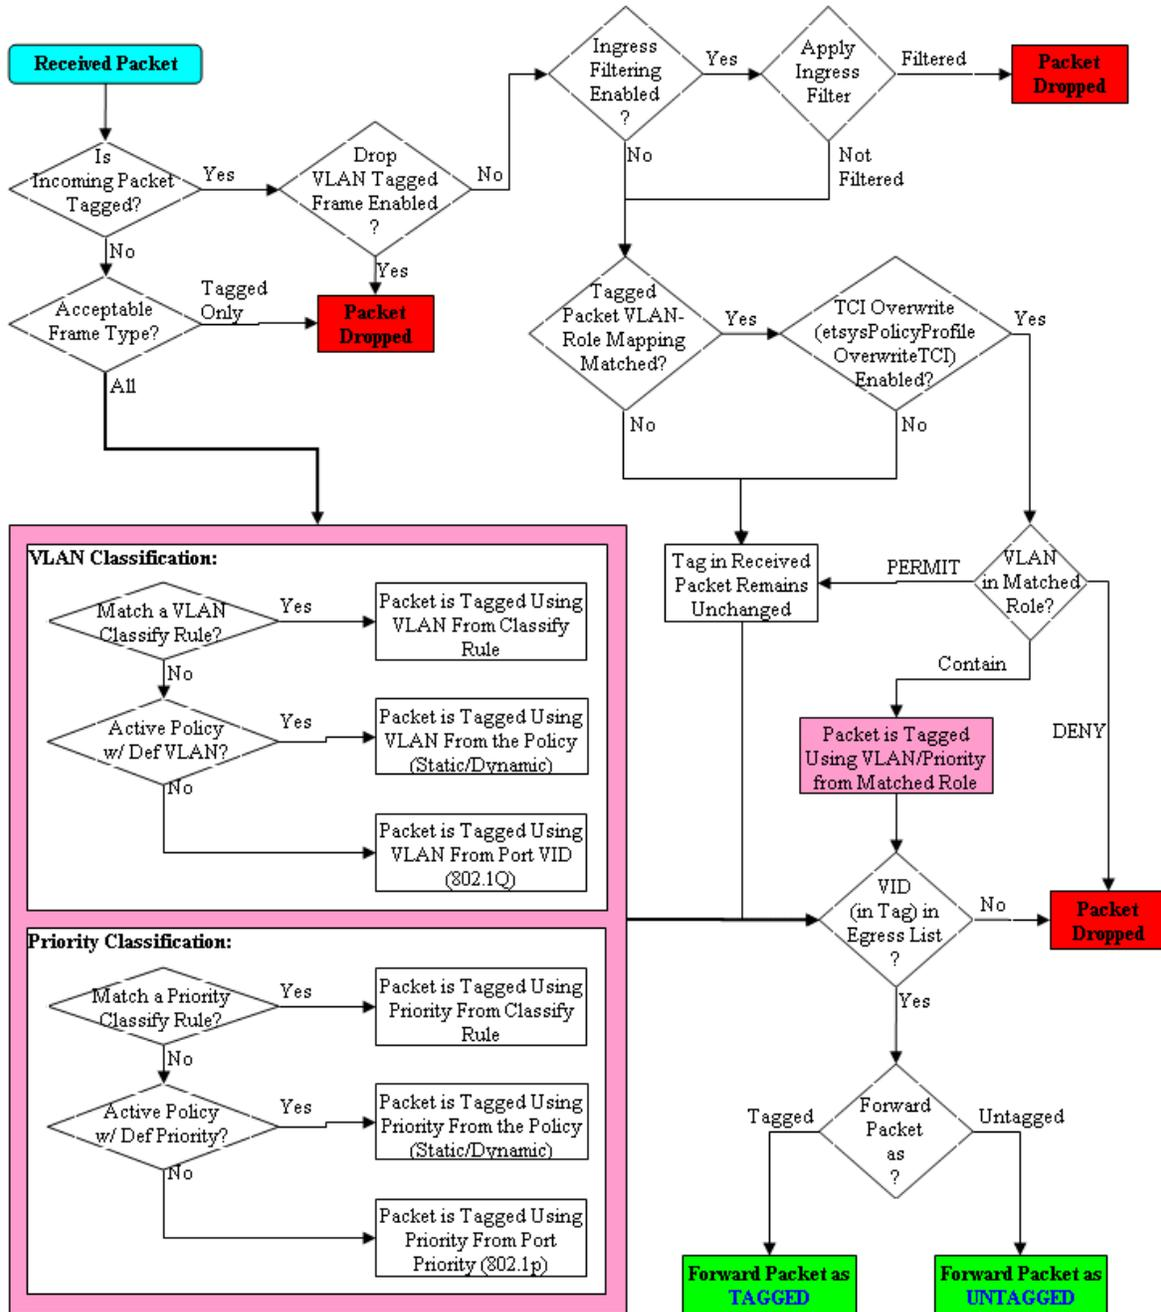 Received Packet
Is
Incoming Packet
Tagged?
Yes
No
Drop
VLAN Tagged
Frame Enabled
?
No
Yes
Ingress
Filtering
Enabled
?
Yes
No
Apply
Ingress
Filter
Filtered
Not
Filtered
Packet
Dropped
Acceptable
Frame Type?
Tagged
Only
All
Packet
Dropped
Tagged
Packet VLAN-
Role Mapping
Matched?
Yes
No
TCI Overwrite
(etsysPolicyProfile
OverwriteTCI)
Enabled?
Yes
No
Tag in Received
Packet Remains
Unchanged
PERMIT
VLAN
in Matched
Role?
Contain
DENY
Packet is Tagged
Using VLAN/Priority
from Matched Role
VLAN Classification:
Match a VLAN
Classify Rule?
Yes
Packet is Tagged Using
VLAN From Classify
Rule
No
Active Policy
w/ Def VLAN?
Yes
Packet is Tagged Using
VLAN From the Policy
(Static/Dynamic)
No
Packet is Tagged Using
VLAN From Port VID
(802.1Q)
Priority Classification:
Match a Priority
Classify Rule?
Yes
Packet is Tagged Using
Priority From Classify
Rule
No
Active Policy
w/ Def Priority?
Yes
Packet is Tagged Using
Priority From the Policy
(Static/Dynamic)
No
Packet is Tagged Using
Priority From Port
Priority (802.1p)
VID
(in Tag) in
Egress List
?
No
Packet
Dropped
Yes
Forward
Packet
as
?
Tagged
Untagged
Forward Packet as
TAGGED
Forward Packet as
UNTAGGED